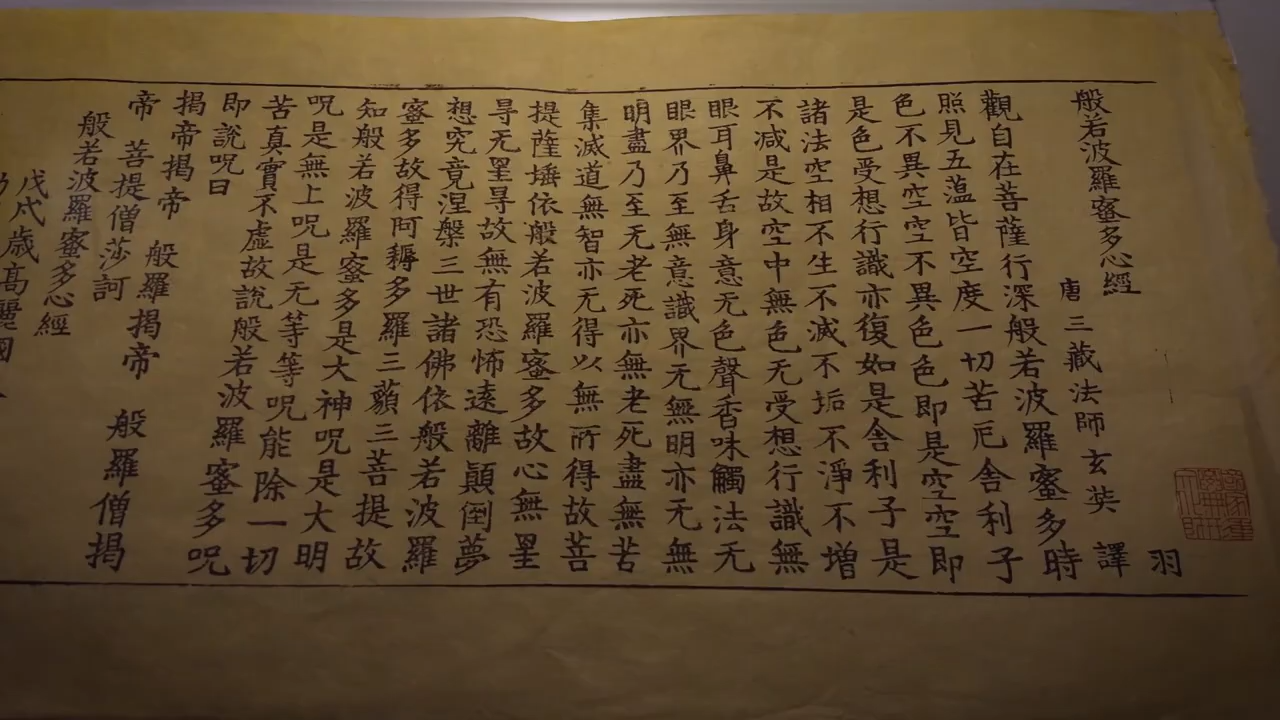 羽
般若波羅蜜多心經
唐三藏法師玄奘譯
觀自在菩薩行深般若波羅蜜多時
照見五薀皆空度一切苦厄舍利子
色不異空空不異色色即是空空即
是色受想行識亦復如是舍利子是
諸法空相不生不滅不垢不淨不增
不减是故空中無色无受想行識無
眼耳鼻舌身意无色聲香味觸法无
眼界乃至無意識界无無明亦无無
明盡乃至无老死亦無老死盡無苦
集滅道無智亦无得以無所得故菩
提薩埵依般若波羅蜜多故心無罣
㝵无罣㝵故無有恐怖遠離顛倒夢
想究竟涅槃三世諸佛依般若波羅
蜜多故得阿耨多羅三藐三菩提故
知般若波羅蜜多是大神呪是大明
呪是無上呪是无等等呪能除一切
苦真實不虛故說般若波羅蜜多呪
即說呪曰
揭帝揭帝 般羅揭帝 般羅僧揭
帝 菩提僧莎訶
般若波羅蜜多心經
戊戌歲高麗國